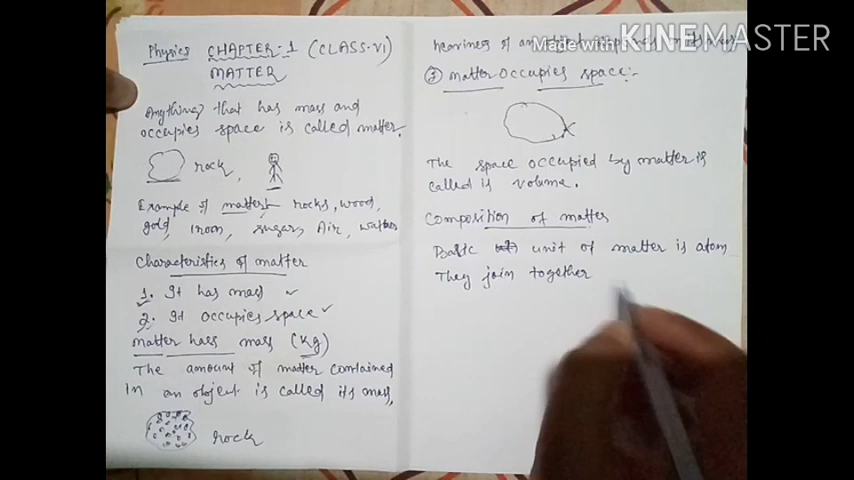 Physics CHAPTER-1 (CLASS-VI)
MATTER
Anything that has mass and
occupies space is called matter.
rock,
Example of matter rocks, wood,
gold, Iron, sugar, Air, 
Characteristics of matter
1. It has mass
2. It occupies space
matter has mass (Kg)
The amount of matter contained
In an object is called its mass,
rock
heaviness of an
Made with KINEMASTER
matter occupies space:-
The space occupied by matter is
called is volume.
Composition of matter
Basic unit of matter is atom
They join together